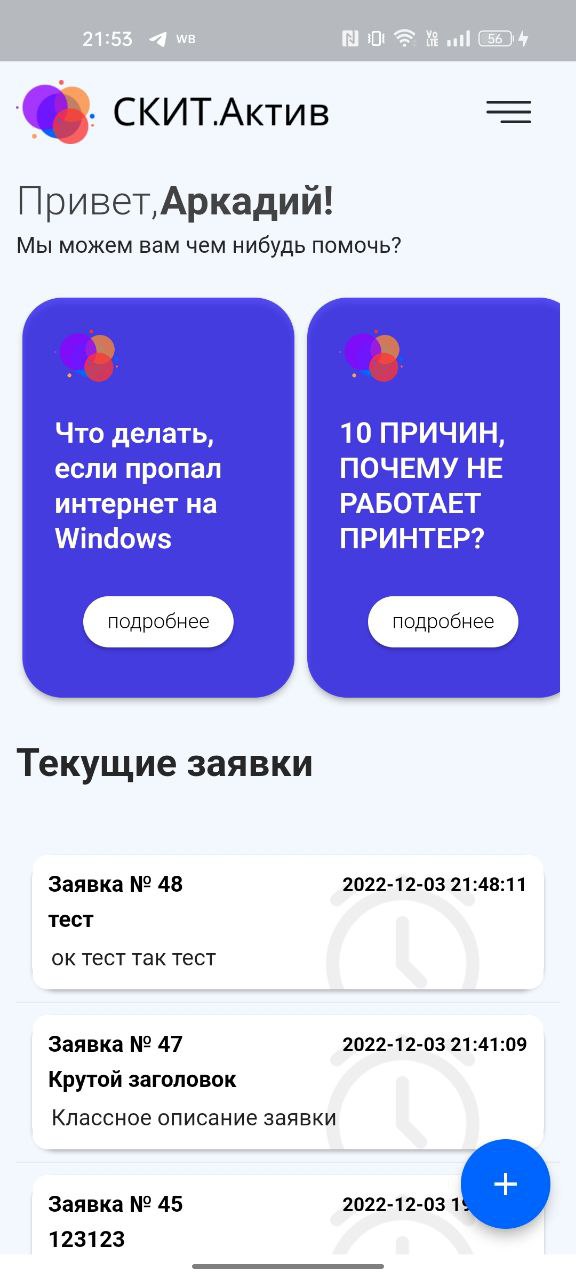 21:53 WB VoLTE 56
СКИТ.Актив
Привет,Аркадий!
Мы можем вам чем нибудь помочь?
Что делать,
если пропал
интернет на
Windows
подробнее
10 ПРИЧИН,
ПОЧЕМУ НЕ
РАБОТАЕТ
ПРИНТЕР?
подробнее
Текущие заявки
Заявка № 48 2022-12-03 21:48:11
тест
ок тест так тест
Заявка № 47 2022-12-03 21:41:09
Крутой заголовок
Классное описание заявки
Заявка № 45 2022-12-03
123123